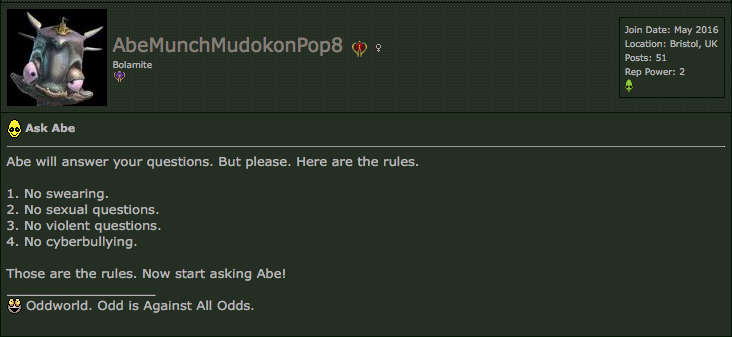 AbeMunchMudokonPop8 ♀
Bolamite
Join Date: May 2016
Location: Bristol, UK
Posts: 51
Rep Power: 2
Ask Abe
Abe will answer your questions. But please. Here are the rules.
1. No swearing.
2. No sexual questions.
3. No violent questions.
4. No cyberbullying.
Those are the rules. Now start asking Abe!
Oddworld. Odd is Against All Odds.